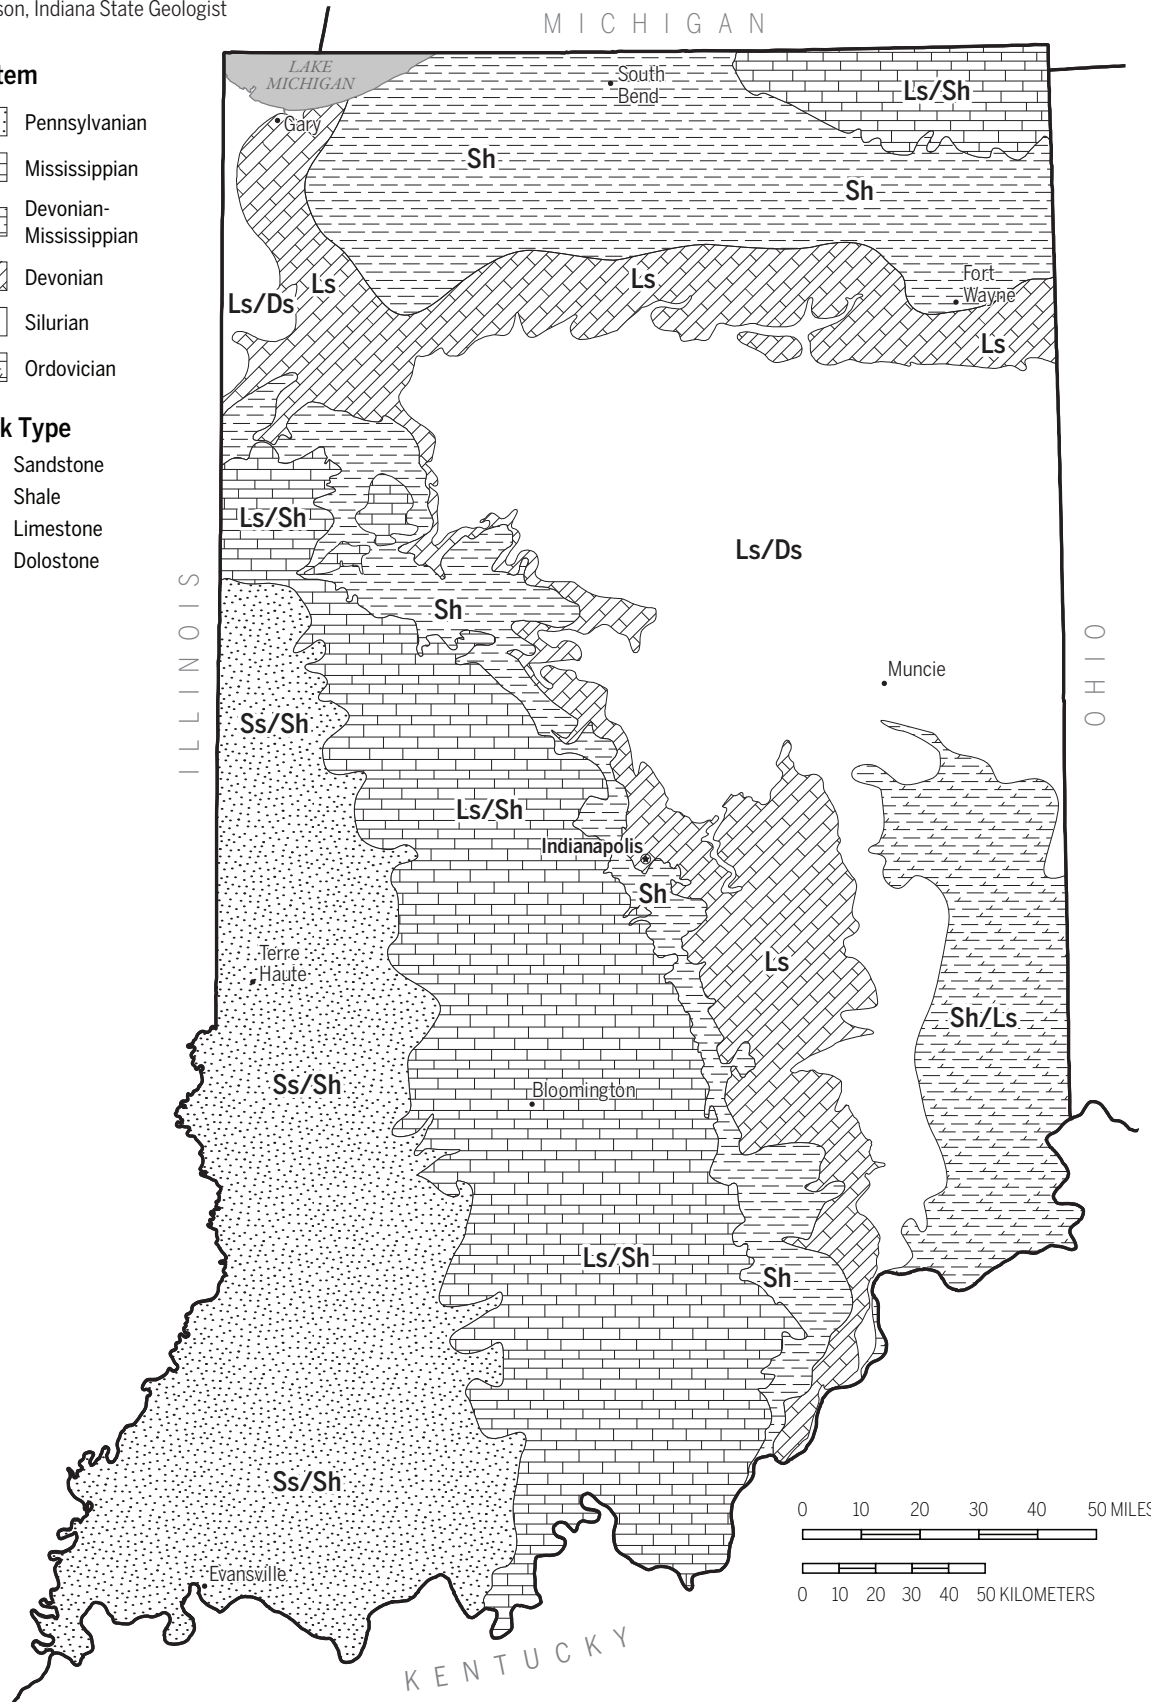 son, Indiana State Geologist
tem
Pennsylvanian
Mississippian
Devonian-
Mississippian
Devonian
Silurian
Ordovician
k Type
Sandstone
Shale
Limestone
Dolostone
MICHIGAN
LAKE
MICHIGAN
South
Bend
Ls/Sh
Gary
Sh
Sh
Ls
Ls/Ds
Ls
Fort
Wayne
Ls
Ls/Sh
Ls/Ds
ILLINOIS
Sh
OHIO
Muncie
Ss/Sh
Ls/Sh
Indianapolis
Sh
Terre
Haute
Ls
Sh/Ls
Ss/Sh
Bloomington
Ls/Sh
Sh
Ss/Sh
0 10 20 30 40 50 MILES
Evansville
0 10 20 30 40 50 KILOMETERS
KENTUCKY